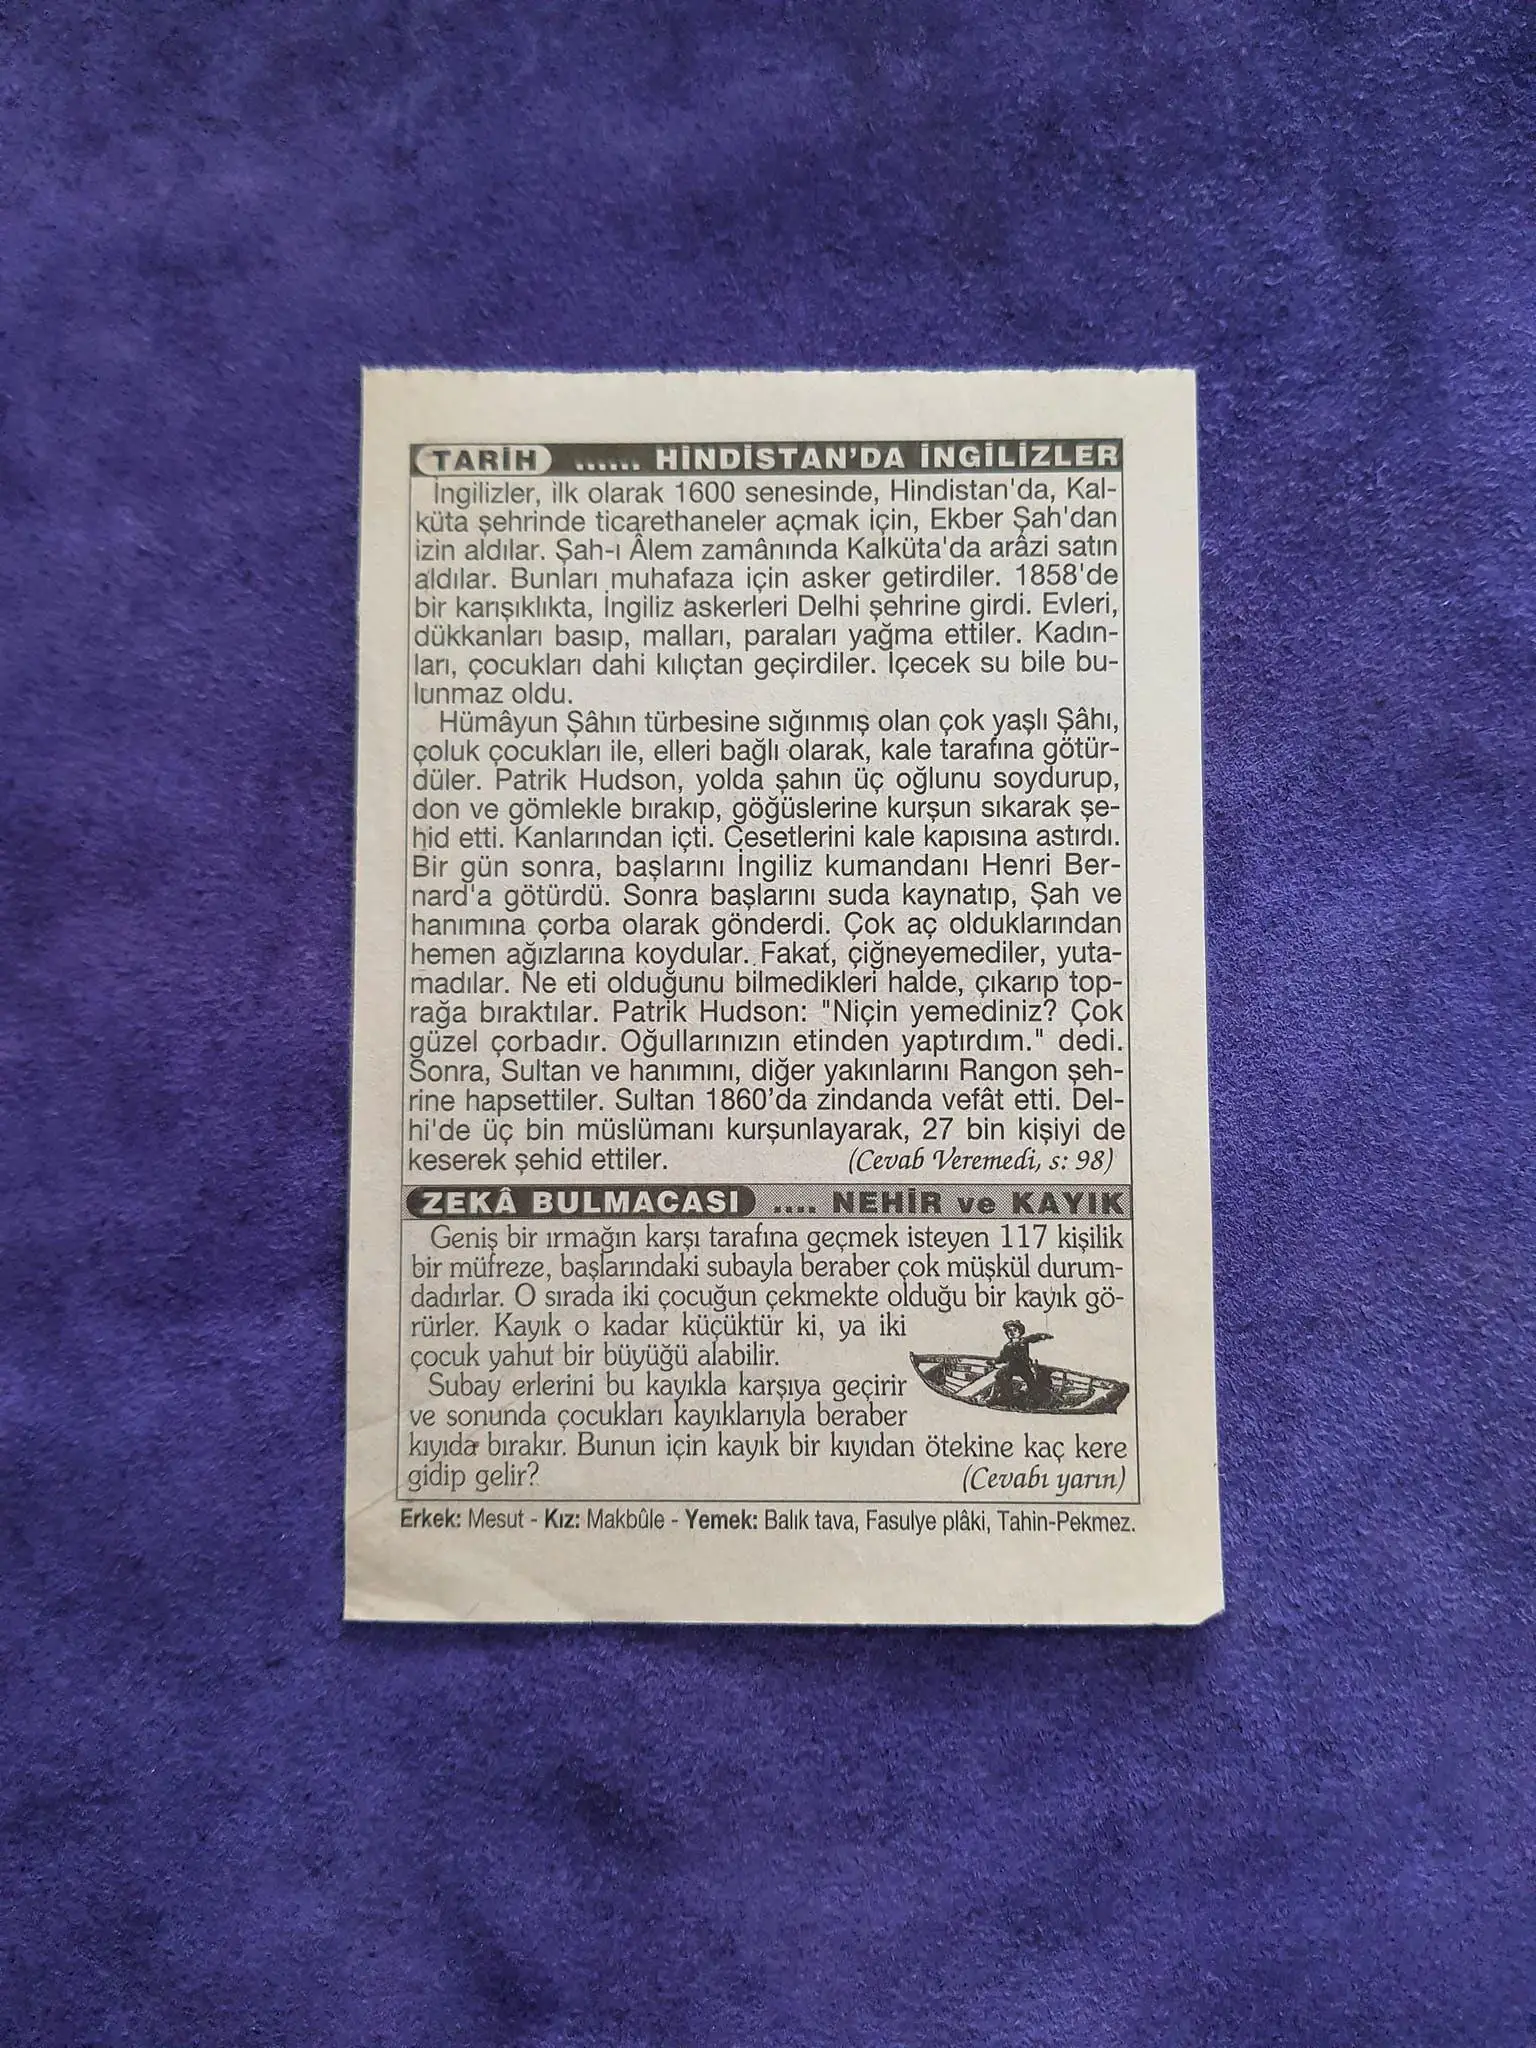 TARİH ...... HİNDİSTAN'DA İNGİLİZLER
İngilizler, ilk olarak 1600 senesinde, Hindistan'da, Kal-
küta şehrinde ticarethaneler açmak için, Ekber Şah'dan
izin aldılar. Şah-ı Âlem zamânında Kalküta'da arâzi satın
aldılar. Bunları muhafaza için asker getirdiler. 1858'de
bir karışıklıkta, İngiliz askerleri Delhi şehrine girdi. Evleri,
dükkanları basıp, malları, paraları yağma ettiler. Kadın-
ları, çocukları dahi kılıçtan geçirdiler. İçecek su bile bu-
lunmaz oldu.
Hümâyun Şâhın türbesine sığınmış olan çok yaşlı Şâhı,
çoluk çocukları ile, elleri bağlı olarak, kale tarafına götür-
düler. Patrik Hudson, yolda şahın üç oğlunu soydurup,
don ve gömlekle bırakıp, göğüslerine kurşun sıkarak şe-
hid etti. Kanlarından içti. Cesetlerini kale kapısına astırdı.
Bir gün sonra, başlarını İngiliz kumandanı Henri Ber-
nard'a götürdü. Sonra başlarını suda kaynatıp, Şah ve
hanımına çorba olarak gönderdi. Çok aç olduklarından
hemen ağızlarına koydular. Fakat, çiğneyemediler, yuta-
madılar. Ne eti olduğunu bilmedikleri halde, çıkarıp top-
rağa bıraktılar. Patrik Hudson: "Niçin yemediniz? Çok
güzel çorbadır. Oğullarınızın etinden yaptırdım." dedi.
Sonra, Sultan ve hanımını, diğer yakınlarını Rangon şeh-
rine hapsettiler. Sultan 1860'da zindanda vefât etti. Del-
hi'de üç bin müslümanı kurşunlayarak, 27 bin kişiyi de
keserek şehid ettiler. (Cevab Veremedi, s: 98)
ZEKÂ BULMACASI .... NEHİR ve KAYIK
Geniş bir ırmağın karşı tarafına geçmek isteyen 117 kişilik
bir müfreze, başlarındaki subayla beraber çok müşkül durum-
dadırlar. O sırada iki çocuğun çekmekte olduğu bir kayık gö-
rürler. Kayık o kadar küçüktür ki, ya iki
çocuk yahut bir büyüğü alabilir.
Subay erlerini bu kayıkla karşıya geçirir
ve sonunda çocukları kayıklarıyla beraber
kıyıda bırakır. Bunun için kayık bir kıyıdan ötekine kaç kere
gidip gelir? (Cevabı yarın)
Erkek: Mesut - Kız: Makbûle - Yemek: Balık tava, Fasulye plâki, Tahin-Pekmez.